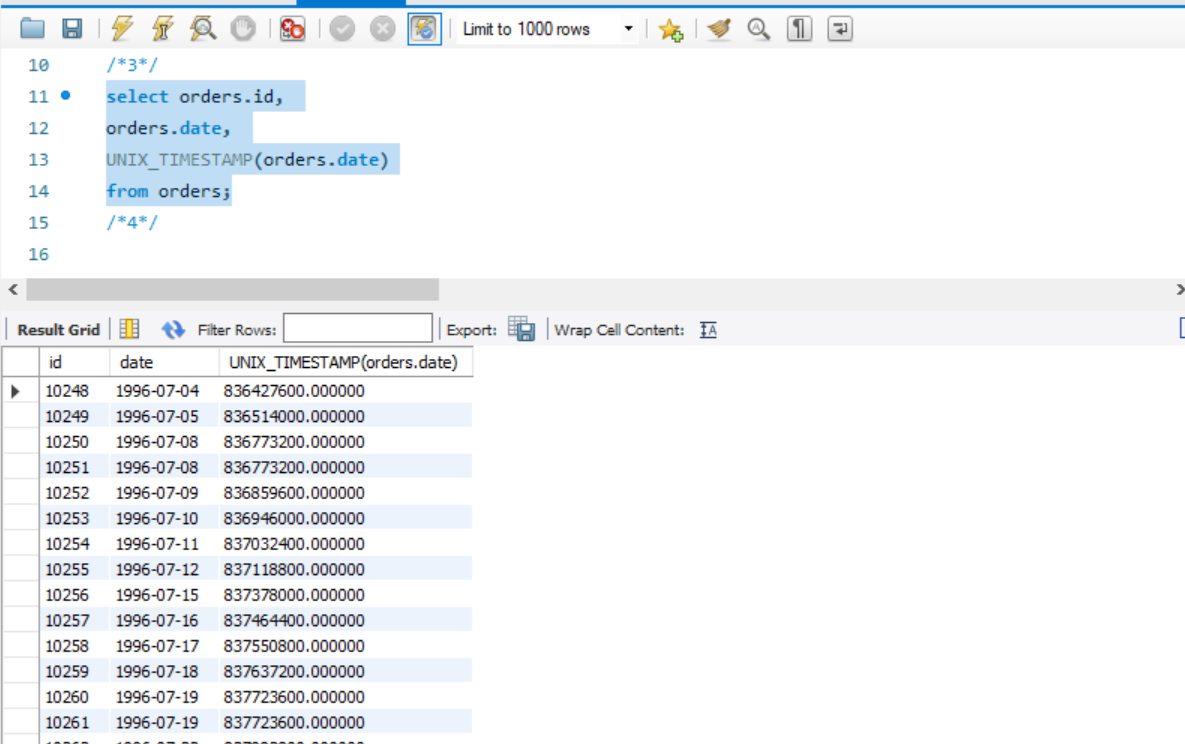 Limit to 1000 rows
10 /*3*/
11 select orders.id,
12 orders.date,
13 UNIX_TIMESTAMP(orders.date)
14 from orders;
15 /*4*/
16
Result Grid Filter Rows: Export: Wrap Cell Content: IA
id date UNIX_TIMESTAMP(orders.date)
10248 1996-07-04 836427600.000000
10249 1996-07-05 836514000.000000
10250 1996-07-08 836773200.000000
10251 1996-07-08 836773200.000000
10252 1996-07-09 836859600.000000
10253 1996-07-10 836946000.000000
10254 1996-07-11 837032400.000000
10255 1996-07-12 837118800.000000
10256 1996-07-15 837378000.000000
10257 1996-07-16 837464400.000000
10258 1996-07-17 837550800.000000
10259 1996-07-18 837637200.000000
10260 1996-07-19 837723600.000000
10261 1996-07-19 837723600.000000